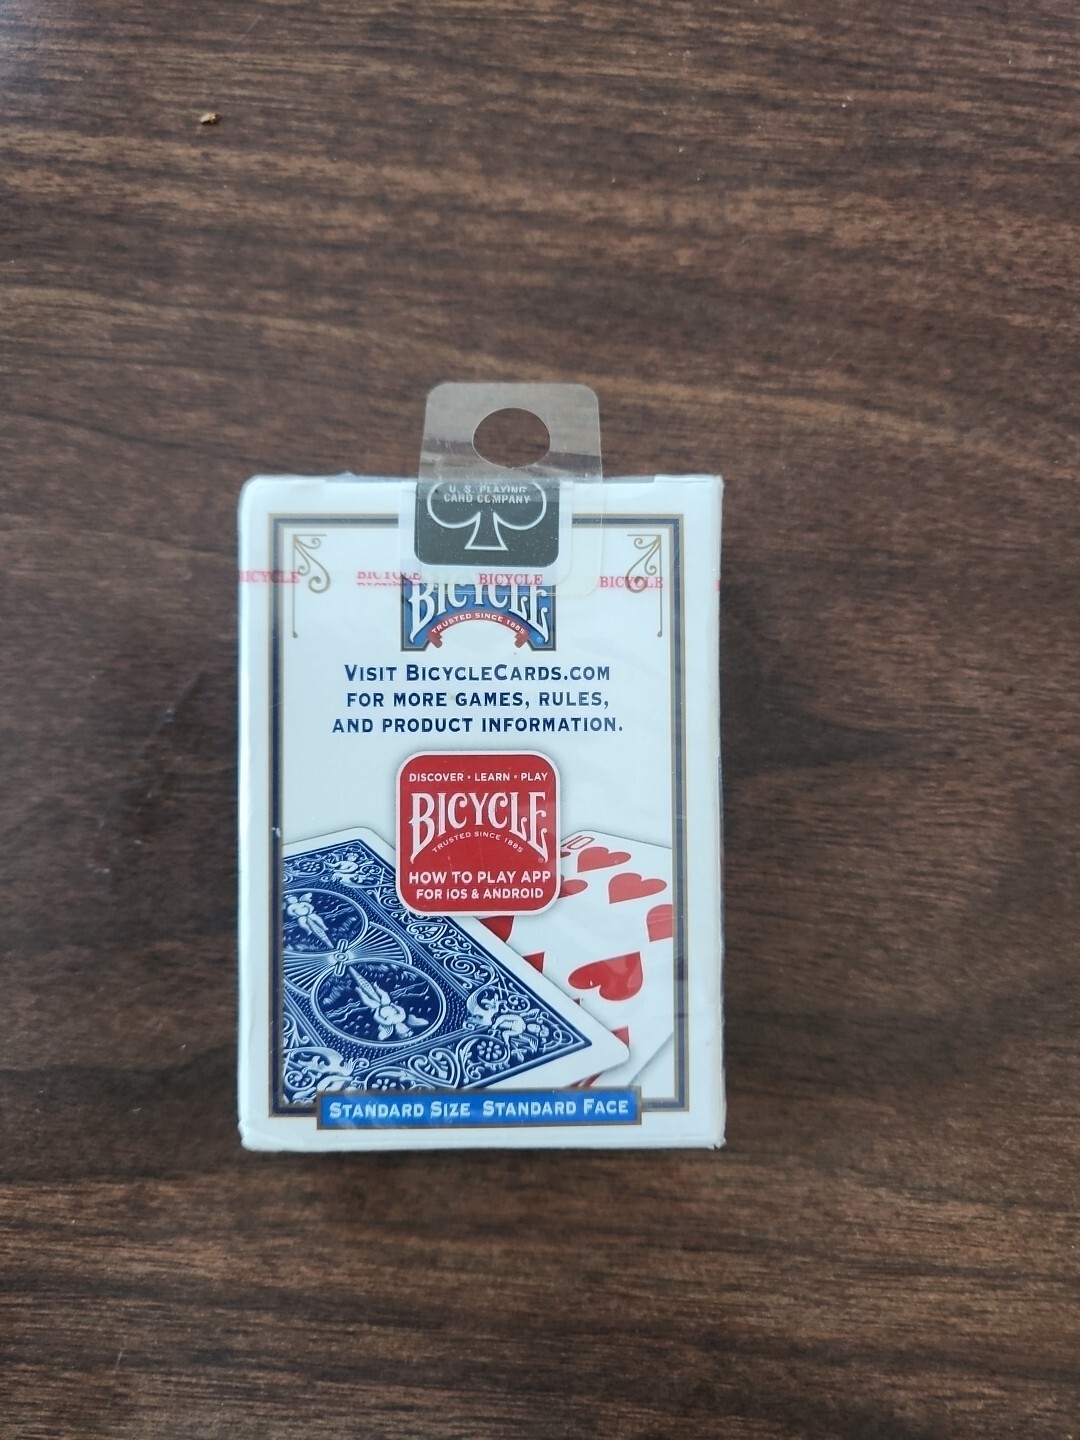 U. S. PLAYING
CARD COMPANY
BICYCLE BICYCLE BICYCLE BICYCLE
BICYCLE
TRUSTED SINCE 1885
VISIT BICYCLECARDS.COM
FOR MORE GAMES, RULES,
AND PRODUCT INFORMATION.
DISCOVER · LEARN · PLAY
BICYCLE
TRUSTED SINCE 1885
®
HOW TO PLAY APP
FOR iOS & ANDROID
10
STANDARD SIZE STANDARD FACE